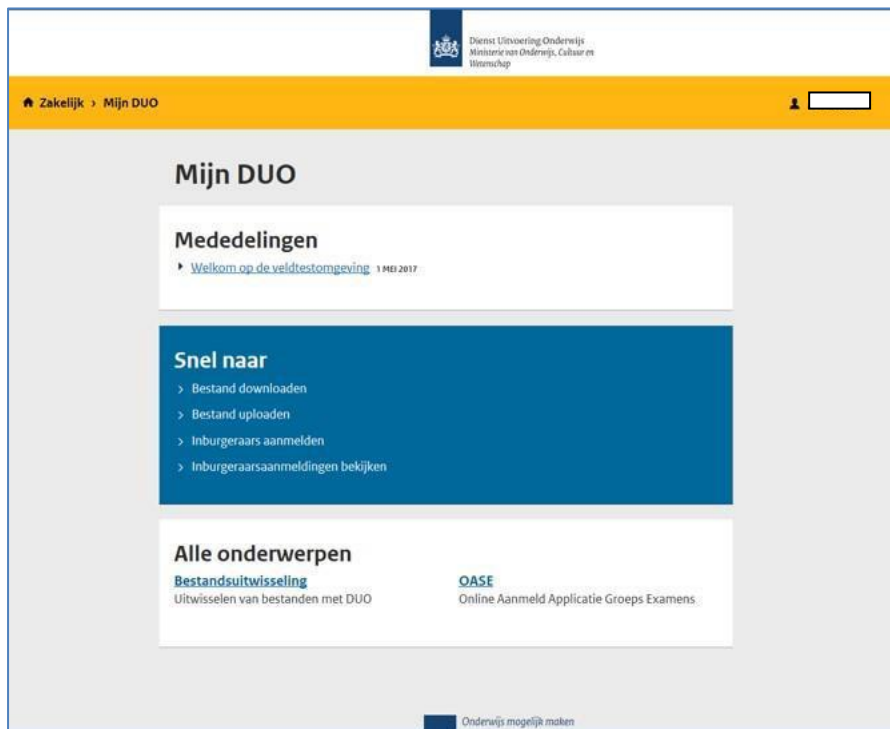 Dienst Uitvoering Onderwijs
Ministerie van Onderwijs, Cultuur en
Wetenschap
Zakelijk › Mijn DUO
Mijn DUO
Mededelingen
Welkom op de veldtestomgeving 1 MEI 2017
Snel naar
› Bestand downloaden
› Bestand uploaden
› Inburgeraars aanmelden
› Inburgeraarsaanmeldingen bekijken
Alle onderwerpen
Bestandsuitwisseling
Uitwisselen van bestanden met DUO
OASE
Online Aanmeld Applicatie Groeps Examens
Onderwijs mogelijk maken